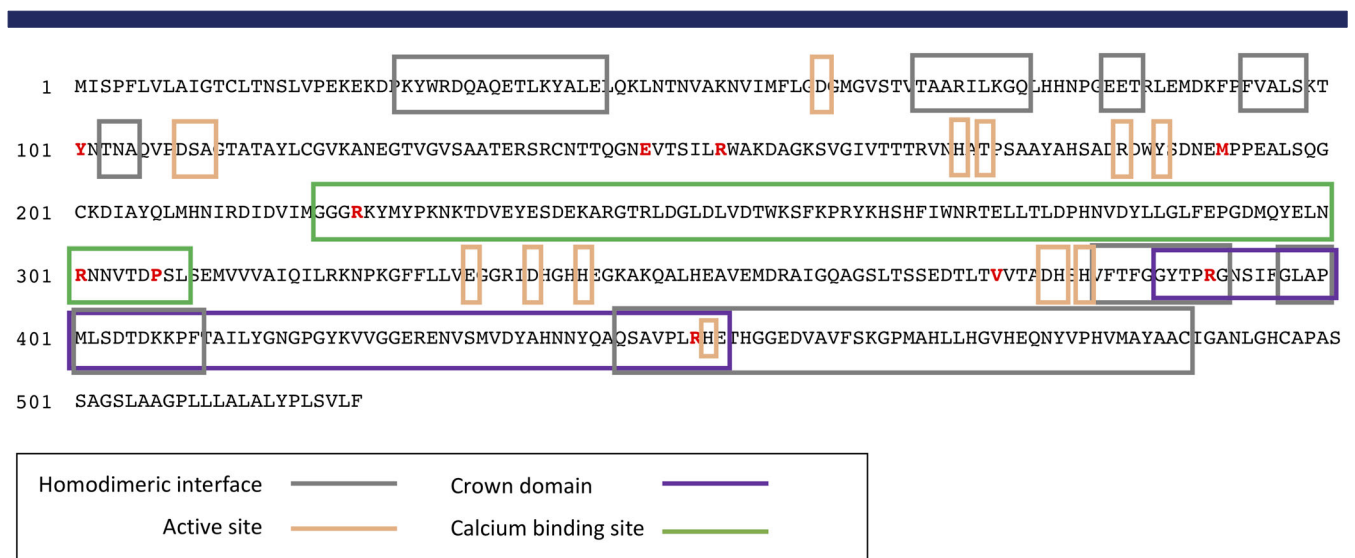 1 MISPFLVLAIGTCLTNSLVPEKEKDPKYWRDQAQETLKYALELQKLNTNVAKNVIMFLGDGMGVSTVTAARILKGQLHHNPGEETRLEMDKFPFVALSKT
101 YNTNAQVPDSAGTATAYLCGVKANEGTVGVSAATERSRCNTTQGNEVTSILRWAKDAGKSVGIVTTTRVNHATPSAAYAHSADRDWYSDNEMPPEALSQG
201 CKDIAYQLMHNIRDIDVIMGGGRKYMYPKNKTDVEYESDEKARGTRLDGLDLVDTWKSFKPRYKHSHFIWNRTELLTLDPHNVDYLLGLFEPGDMQYELN
301 RNNVTDPSLSEMVVVAIQILRKNPKGFFLLVEGGRIDHGHHEGKAKQALHEAVEMDRAIGQAGSLTSSEDTLTVVTADHSHVFTFGGYTPRGNSIFGLAP
401 MLSDTDKKPFTAILYGNGPGYKVVGGERENVSMVDYAHNNYQAQSAVPLRHETHGGEDVAVFSKGPMAHLLHGVHEQNYVPHVMAYAACIGANLGHCAPAS
501 SAGSLAAGPLLLALALYPLSVLF
Homodimeric interface Crown domain
Active site Calcium binding site